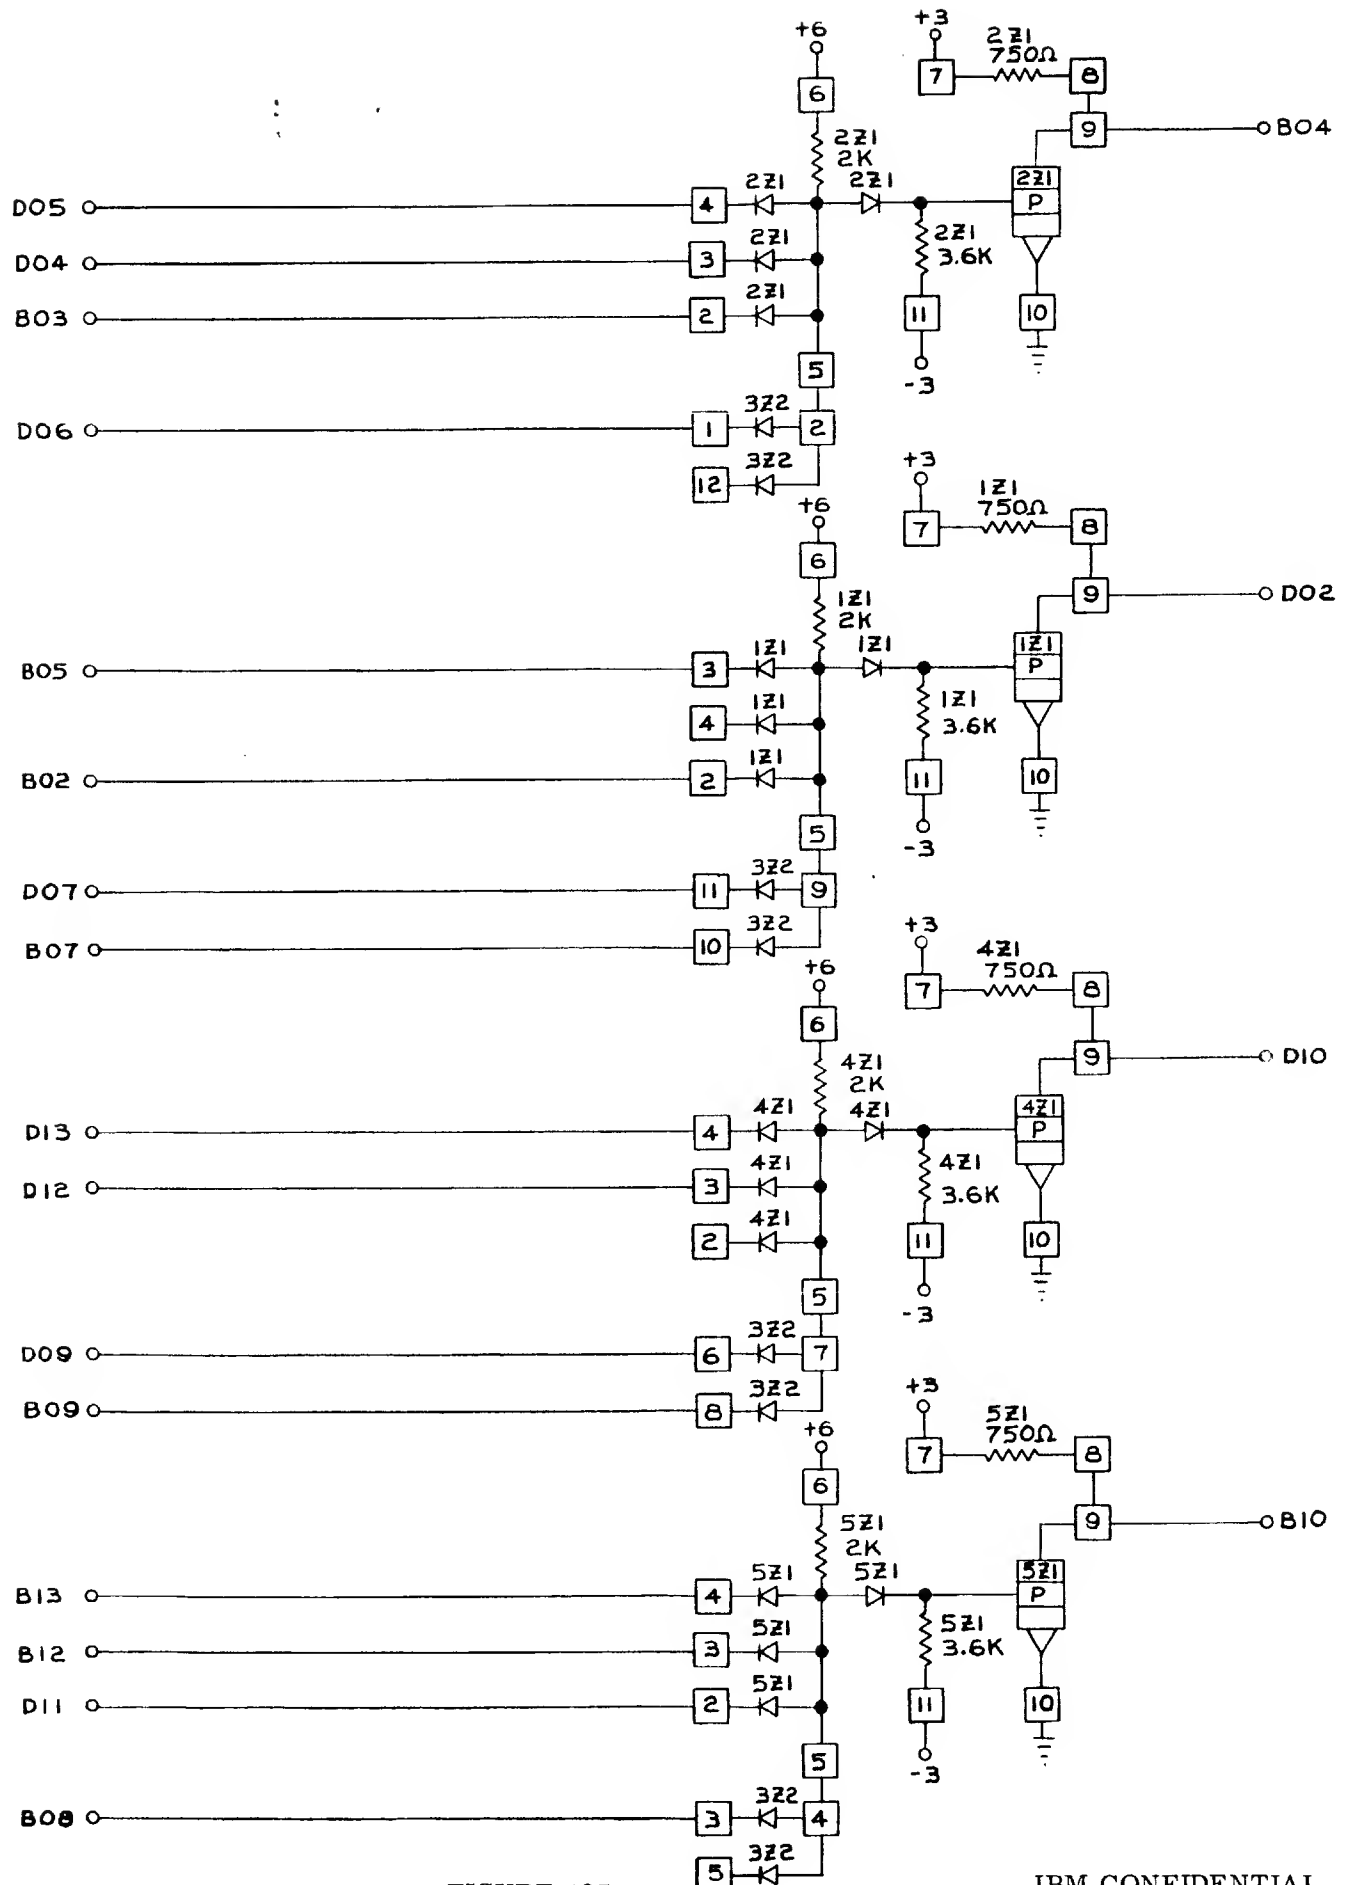 +6
+3
2Z1
750Ω
7
8
6
9
B04
2Z1
2K
2Z1
2Z1
2Z1
P
D05
4
2Z1
3.6K
2Z1
D04
3
2Z1
B03
2
11
10
5
-3
3Z2
D06
1
2
3Z2
12
+3
1Z1
750Ω
7
8
+6
6
9
D02
1Z1
2K
1Z1
1Z1
1Z1
P
B05
3
1Z1
4
1Z1
3.6K
1Z1
B02
2
11
10
5
-3
3Z2
D07
11
9
3Z2
B07
10
+3
4Z1
750Ω
7
8
+6
6
9
D10
4Z1
2K
4Z1
4Z1
4Z1
P
D13
4
4Z1
3.6K
4Z1
D12
3
4Z1
2
11
10
5
-3
3Z2
D09
6
7
3Z2
B09
8
+3
5Z1
750Ω
7
8
+6
6
9
B10
5Z1
2K
5Z1
5Z1
5Z1
P
B13
4
5Z1
3.6K
5Z1
B12
3
5Z1
D11
2
11
10
5
-3
3Z2
B08
3
4
3Z2
5
IBM CONFIDENTIAL